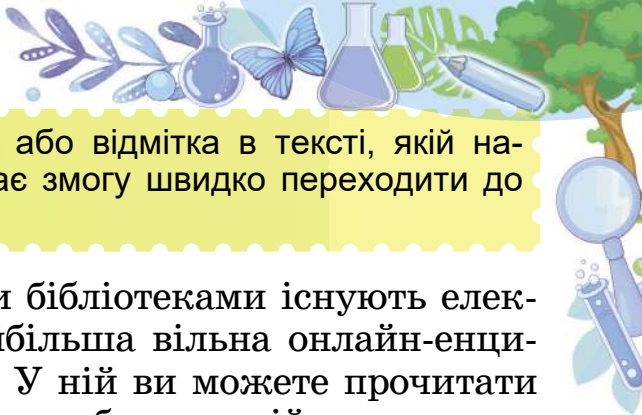 або відмітка в тексті, якій на-
ає змогу швидко переходити до
и бібліотеками існують елек-
йбільша вільна онлайн-енци-
У ній ви можете прочитати